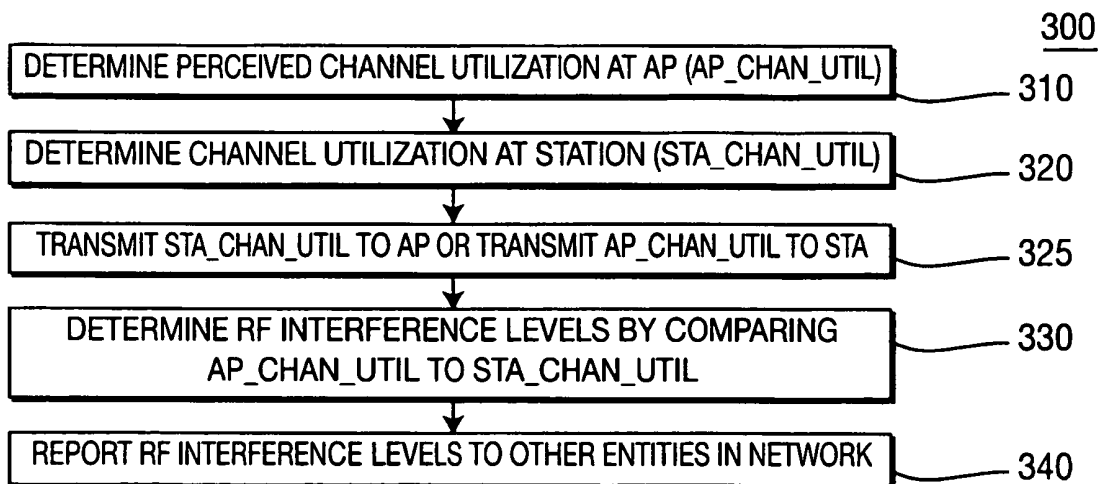 300
DETERMINE PERCEIVED CHANNEL UTILIZATION AT AP (AP_CHAN_UTIL)
310
DETERMINE CHANNEL UTILIZATION AT STATION (STA_CHAN_UTIL)
320
TRANSMIT STA_CHAN_UTIL TO AP OR TRANSMIT AP_CHAN_UTIL TO STA
325
DETERMINE RF INTERFERENCE LEVELS BY COMPARING
AP_CHAN_UTIL TO STA_CHAN_UTIL
330
REPORT RF INTERFERENCE LEVELS TO OTHER ENTITIES IN NETWORK
340